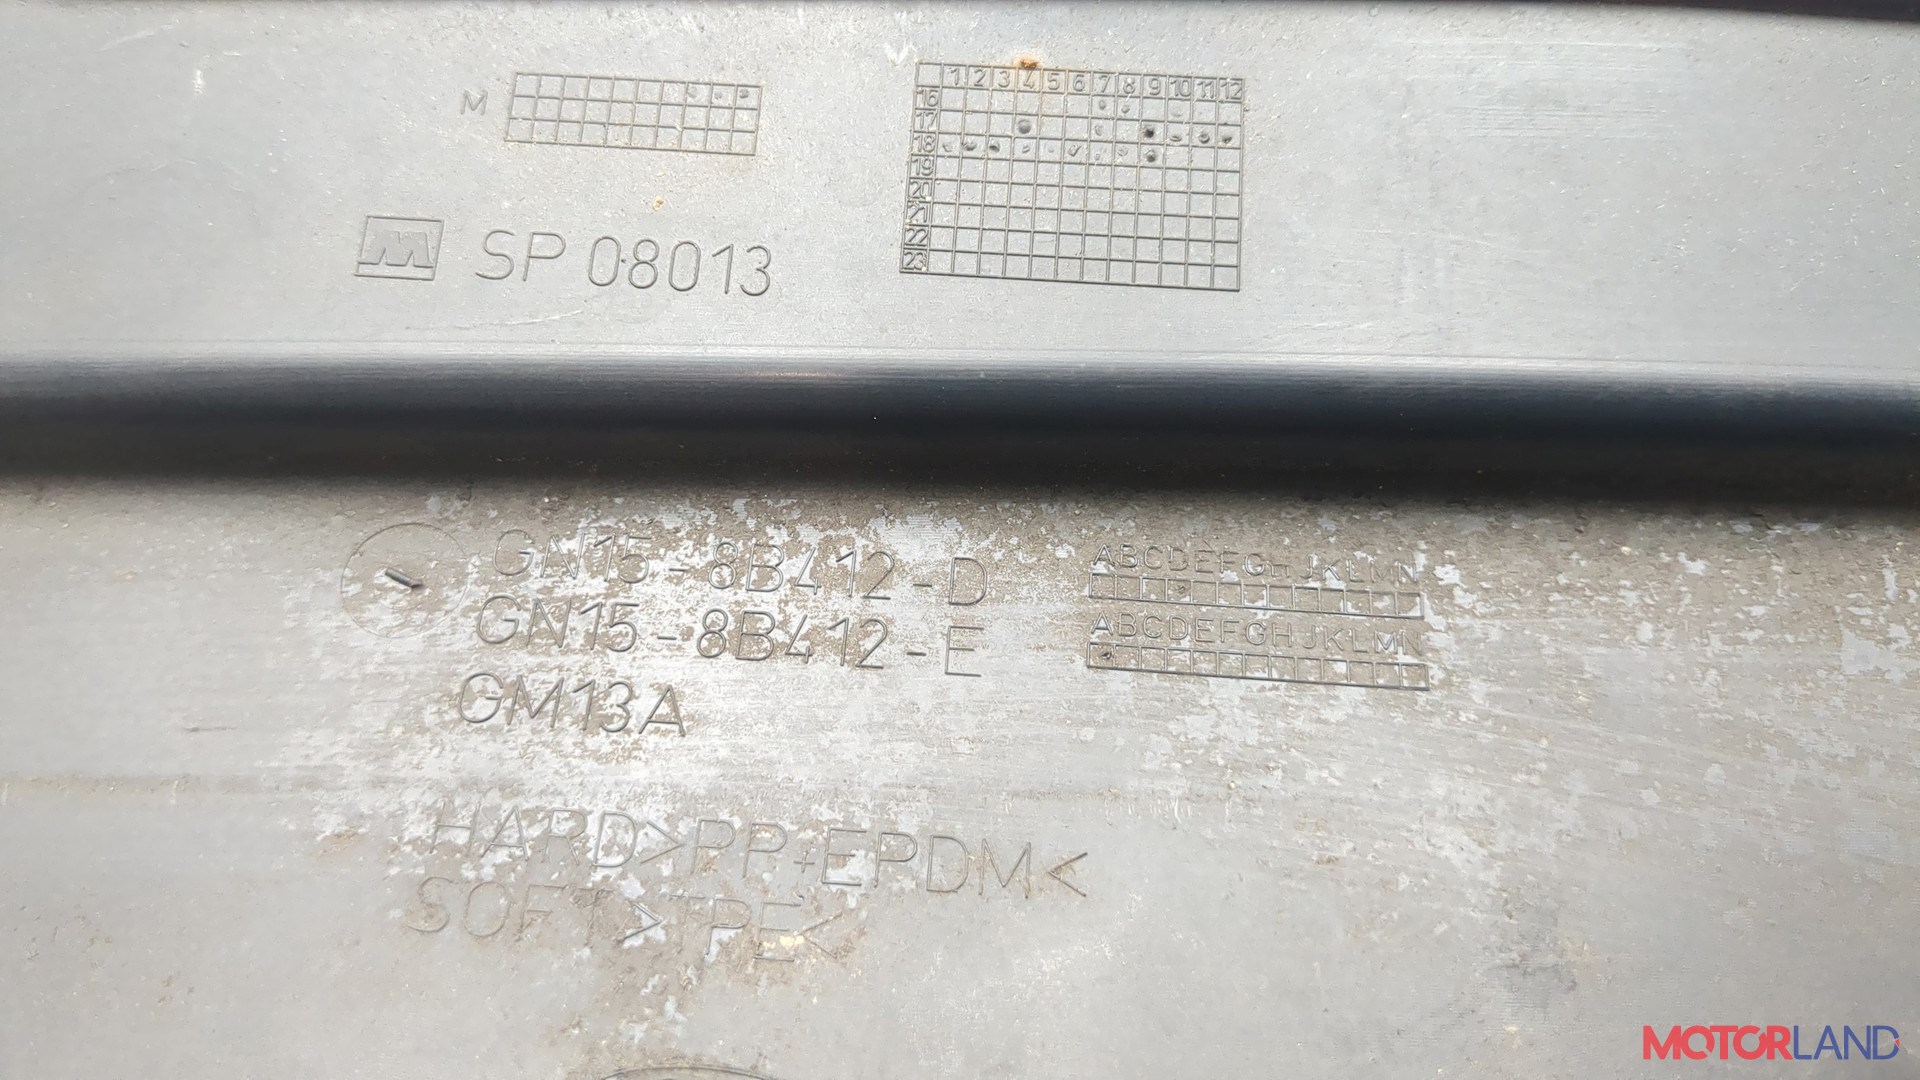 M
1 2 3 4 5 6 7 8 9 10 11 12
16
17
18
19
20
21
22
23
M SP 08013
GN15-8B412-D
ABCDEFGHJKLMN
GN15-8B412-E
ABCDEFGHJKLMN
GM13A
HARD>PP+EPDM<
SOFT>TPE<
MOTORLAND